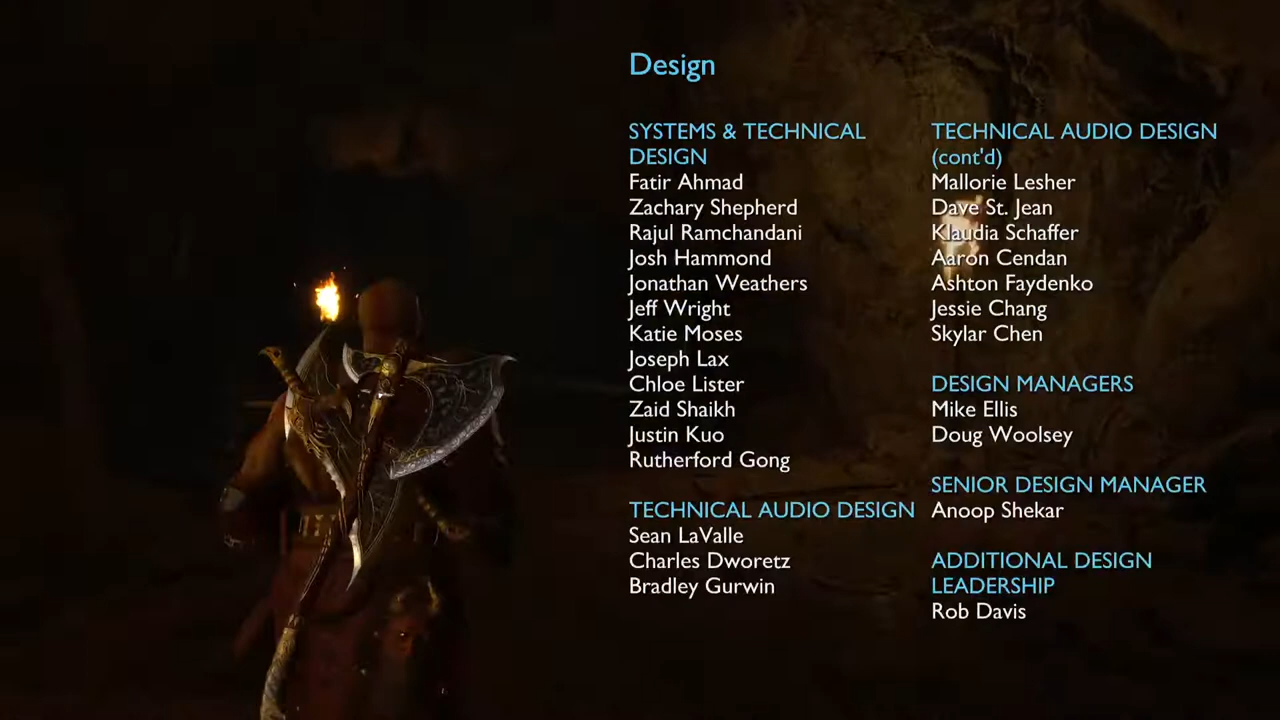 Design
SYSTEMS & TECHNICAL
DESIGN
Fatir Ahmad
Zachary Shepherd
Rajul Ramchandani
Josh Hammond
Jonathan Weathers
Jeff Wright
Katie Moses
Joseph Lax
Chloe Lister
Zaid Shaikh
Justin Kuo
Rutherford Gong
TECHNICAL AUDIO DESIGN
Sean LaValle
Charles Dworetz
Bradley Gurwin
TECHNICAL AUDIO DESIGN
(cont'd)
Mallorie Lesher
Dave St. Jean
Klaudia Schaffer
Aaron Cendan
Ashton Faydenko
Jessie Chang
Skylar Chen
DESIGN MANAGERS
Mike Ellis
Doug Woolsey
SENIOR DESIGN MANAGER
Anoop Shekar
ADDITIONAL DESIGN
LEADERSHIP
Rob Davis